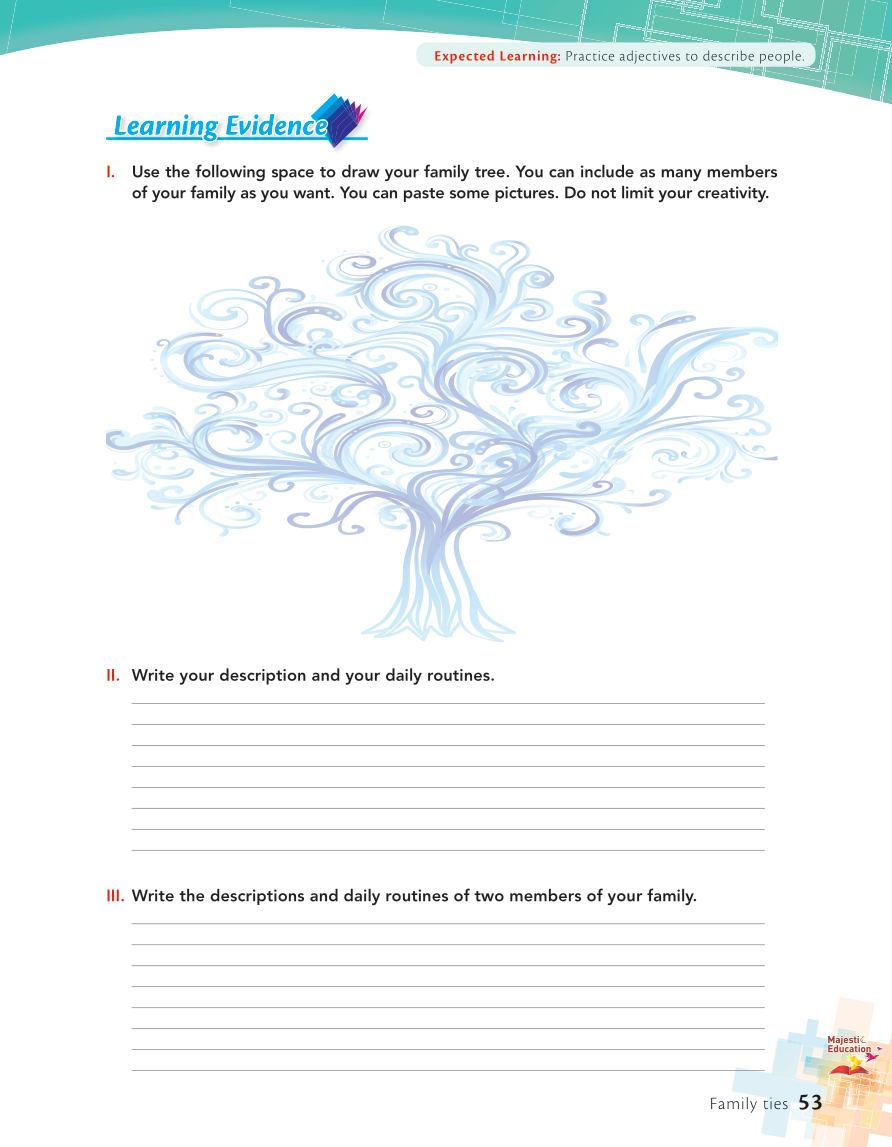 Expected Learning: Practice adjectives to describe people.
Learning Evidence
I. Use the following space to draw your family tree. You can include as many members
of your family as you want. You can paste some pictures. Do not limit your creativity.
II. Write your description and your daily routines.
III. Write the descriptions and daily routines of two members of your family.
Majestic
Education
Family ties 53